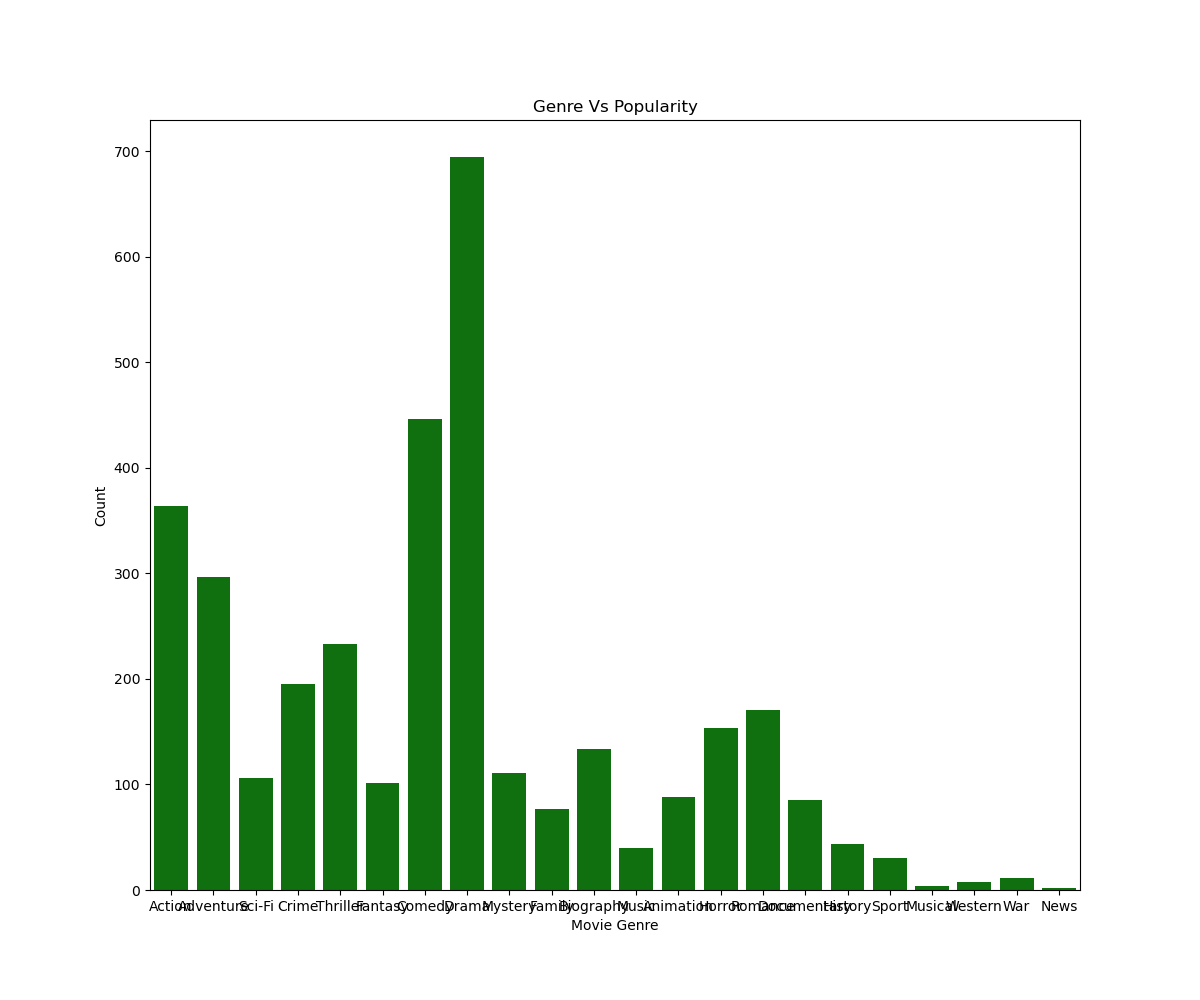 Genre Vs Popularity
700
600
500
400
300
200
100
0
Count
Action Adventure Sci-Fi Crime Thriller Fantasy Comedy Drama Mystery Family Biography Music Animation Horror Romance Documentary History Sport Musical Western War News
Movie Genre